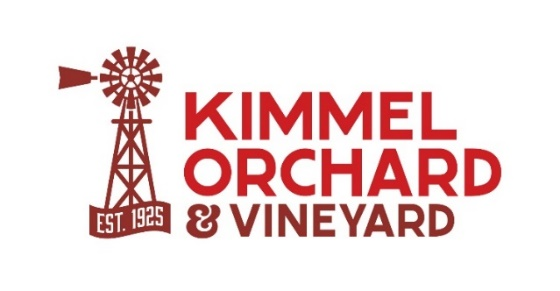 KIMMEL
ORCHARD
& VINEYARD
EST. 1925